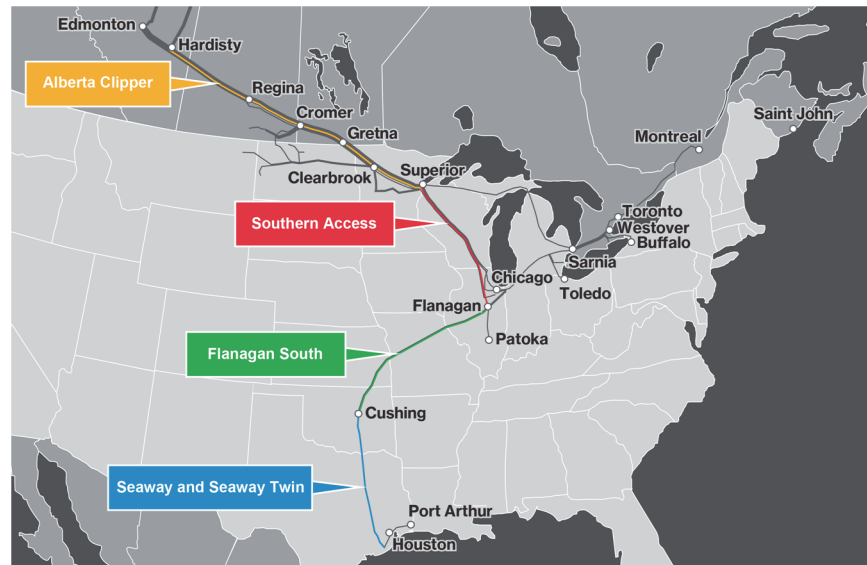 Edmonton
Hardisty
Alberta Clipper
Regina
Cromer
Gretna
Saint John
Montreal
Clearbrook
Superior
Southern Access
Toronto
Westover
Buffalo
Sarnia
Chicago
Toledo
Flanagan
Patoka
Flanagan South
Cushing
Seaway and Seaway Twin
Port Arthur
Houston